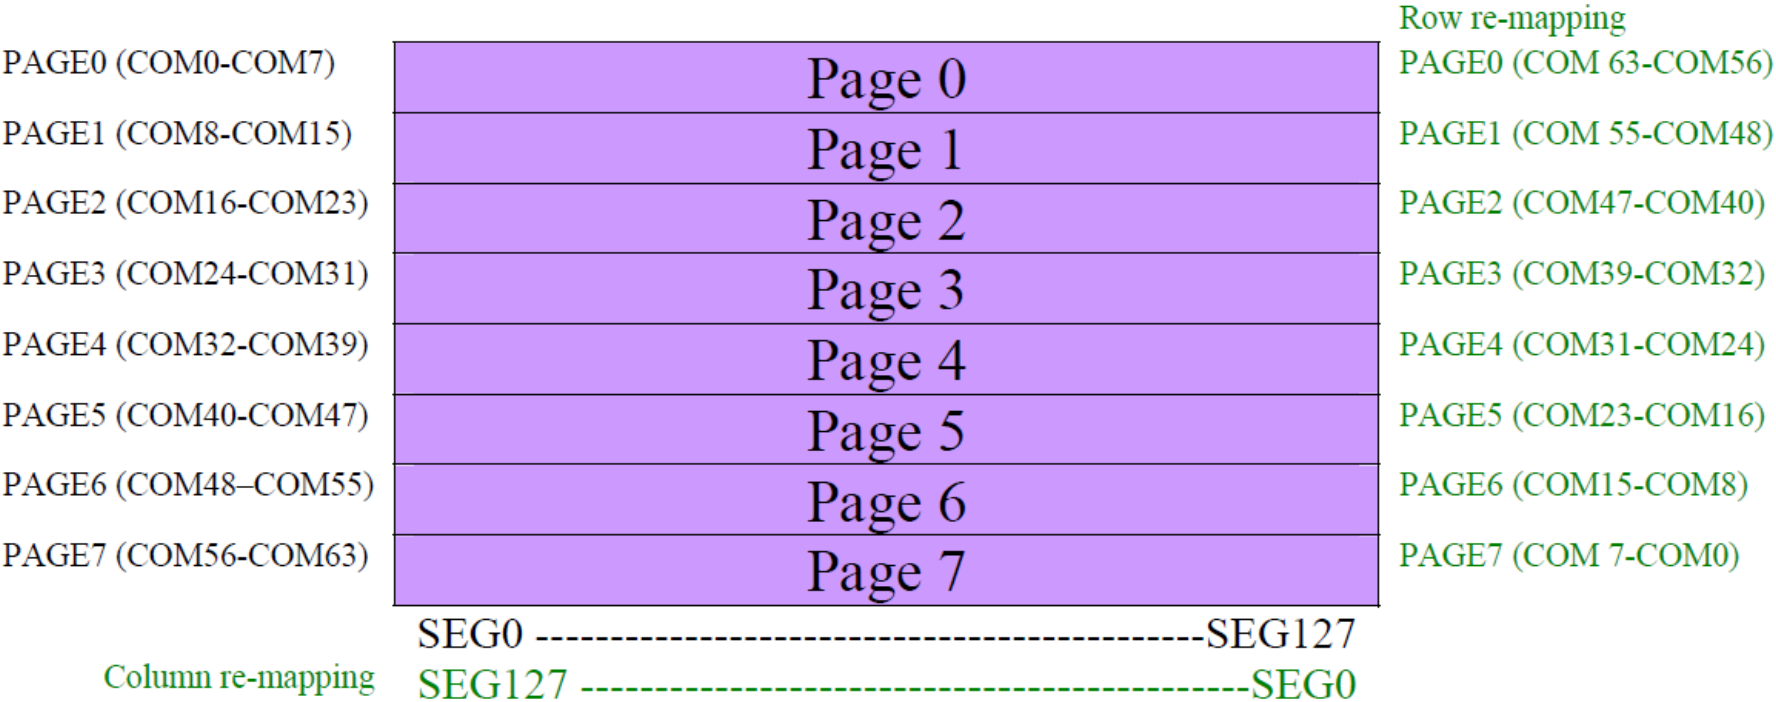 Row re-mapping
PAGE0 (COM0-COM7) Page 0 PAGE0 (COM 63-COM56)
PAGE1 (COM8-COM15) Page 1 PAGE1 (COM 55-COM48)
PAGE2 (COM16-COM23) Page 2 PAGE2 (COM47-COM40)
PAGE3 (COM24-COM31) Page 3 PAGE3 (COM39-COM32)
PAGE4 (COM32-COM39) Page 4 PAGE4 (COM31-COM24)
PAGE5 (COM40-COM47) Page 5 PAGE5 (COM23-COM16)
PAGE6 (COM48–COM55) Page 6 PAGE6 (COM15-COM8)
PAGE7 (COM56-COM63) Page 7 PAGE7 (COM 7-COM0)
SEG0 ----------------------------------------------SEG127
Column re-mapping SEG127 ----------------------------------------------SEG0